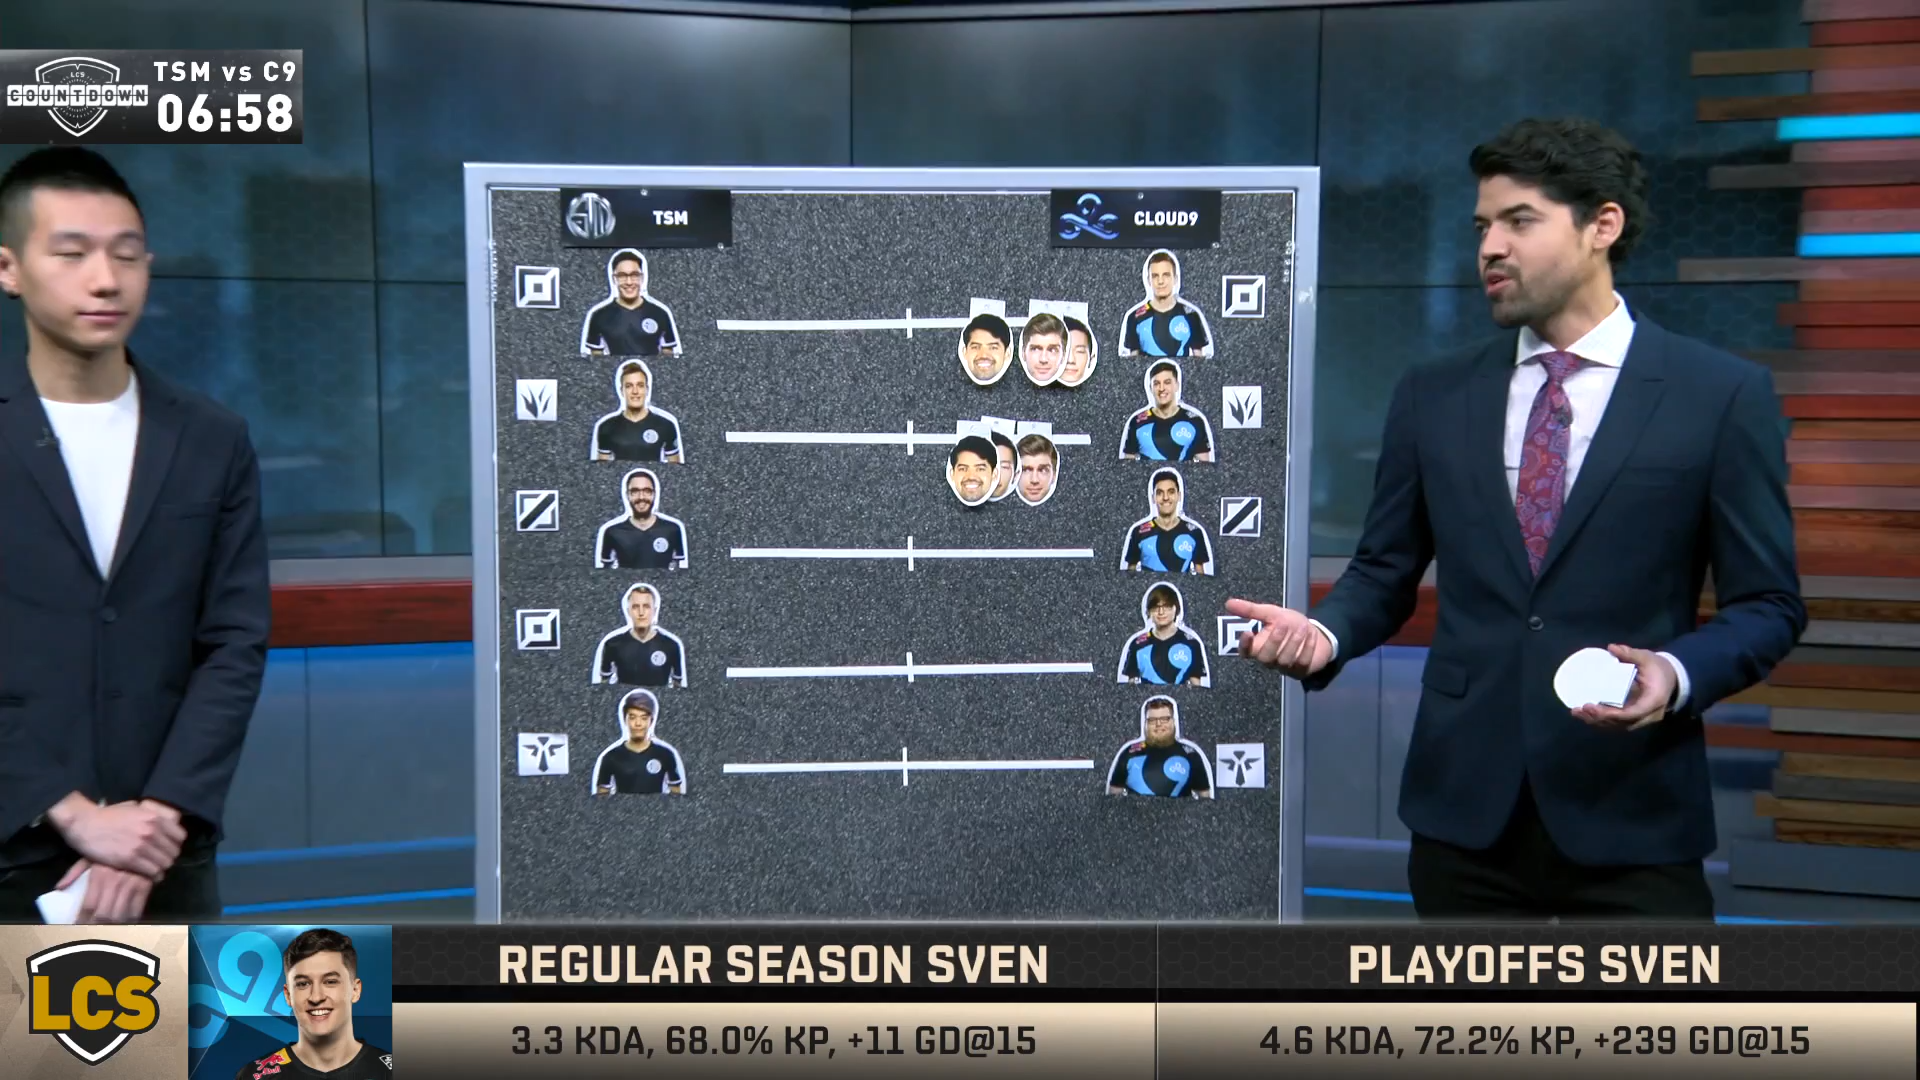 LCS
COUNTDOWN
TSM vs C9
06:58
TSM
CLOUD9
LCS
REGULAR SEASON SVEN
3.3 KDA, 68.0% KP, +11 GD@15
PLAYOFFS SVEN
4.6 KDA, 72.2% KP, +239 GD@15